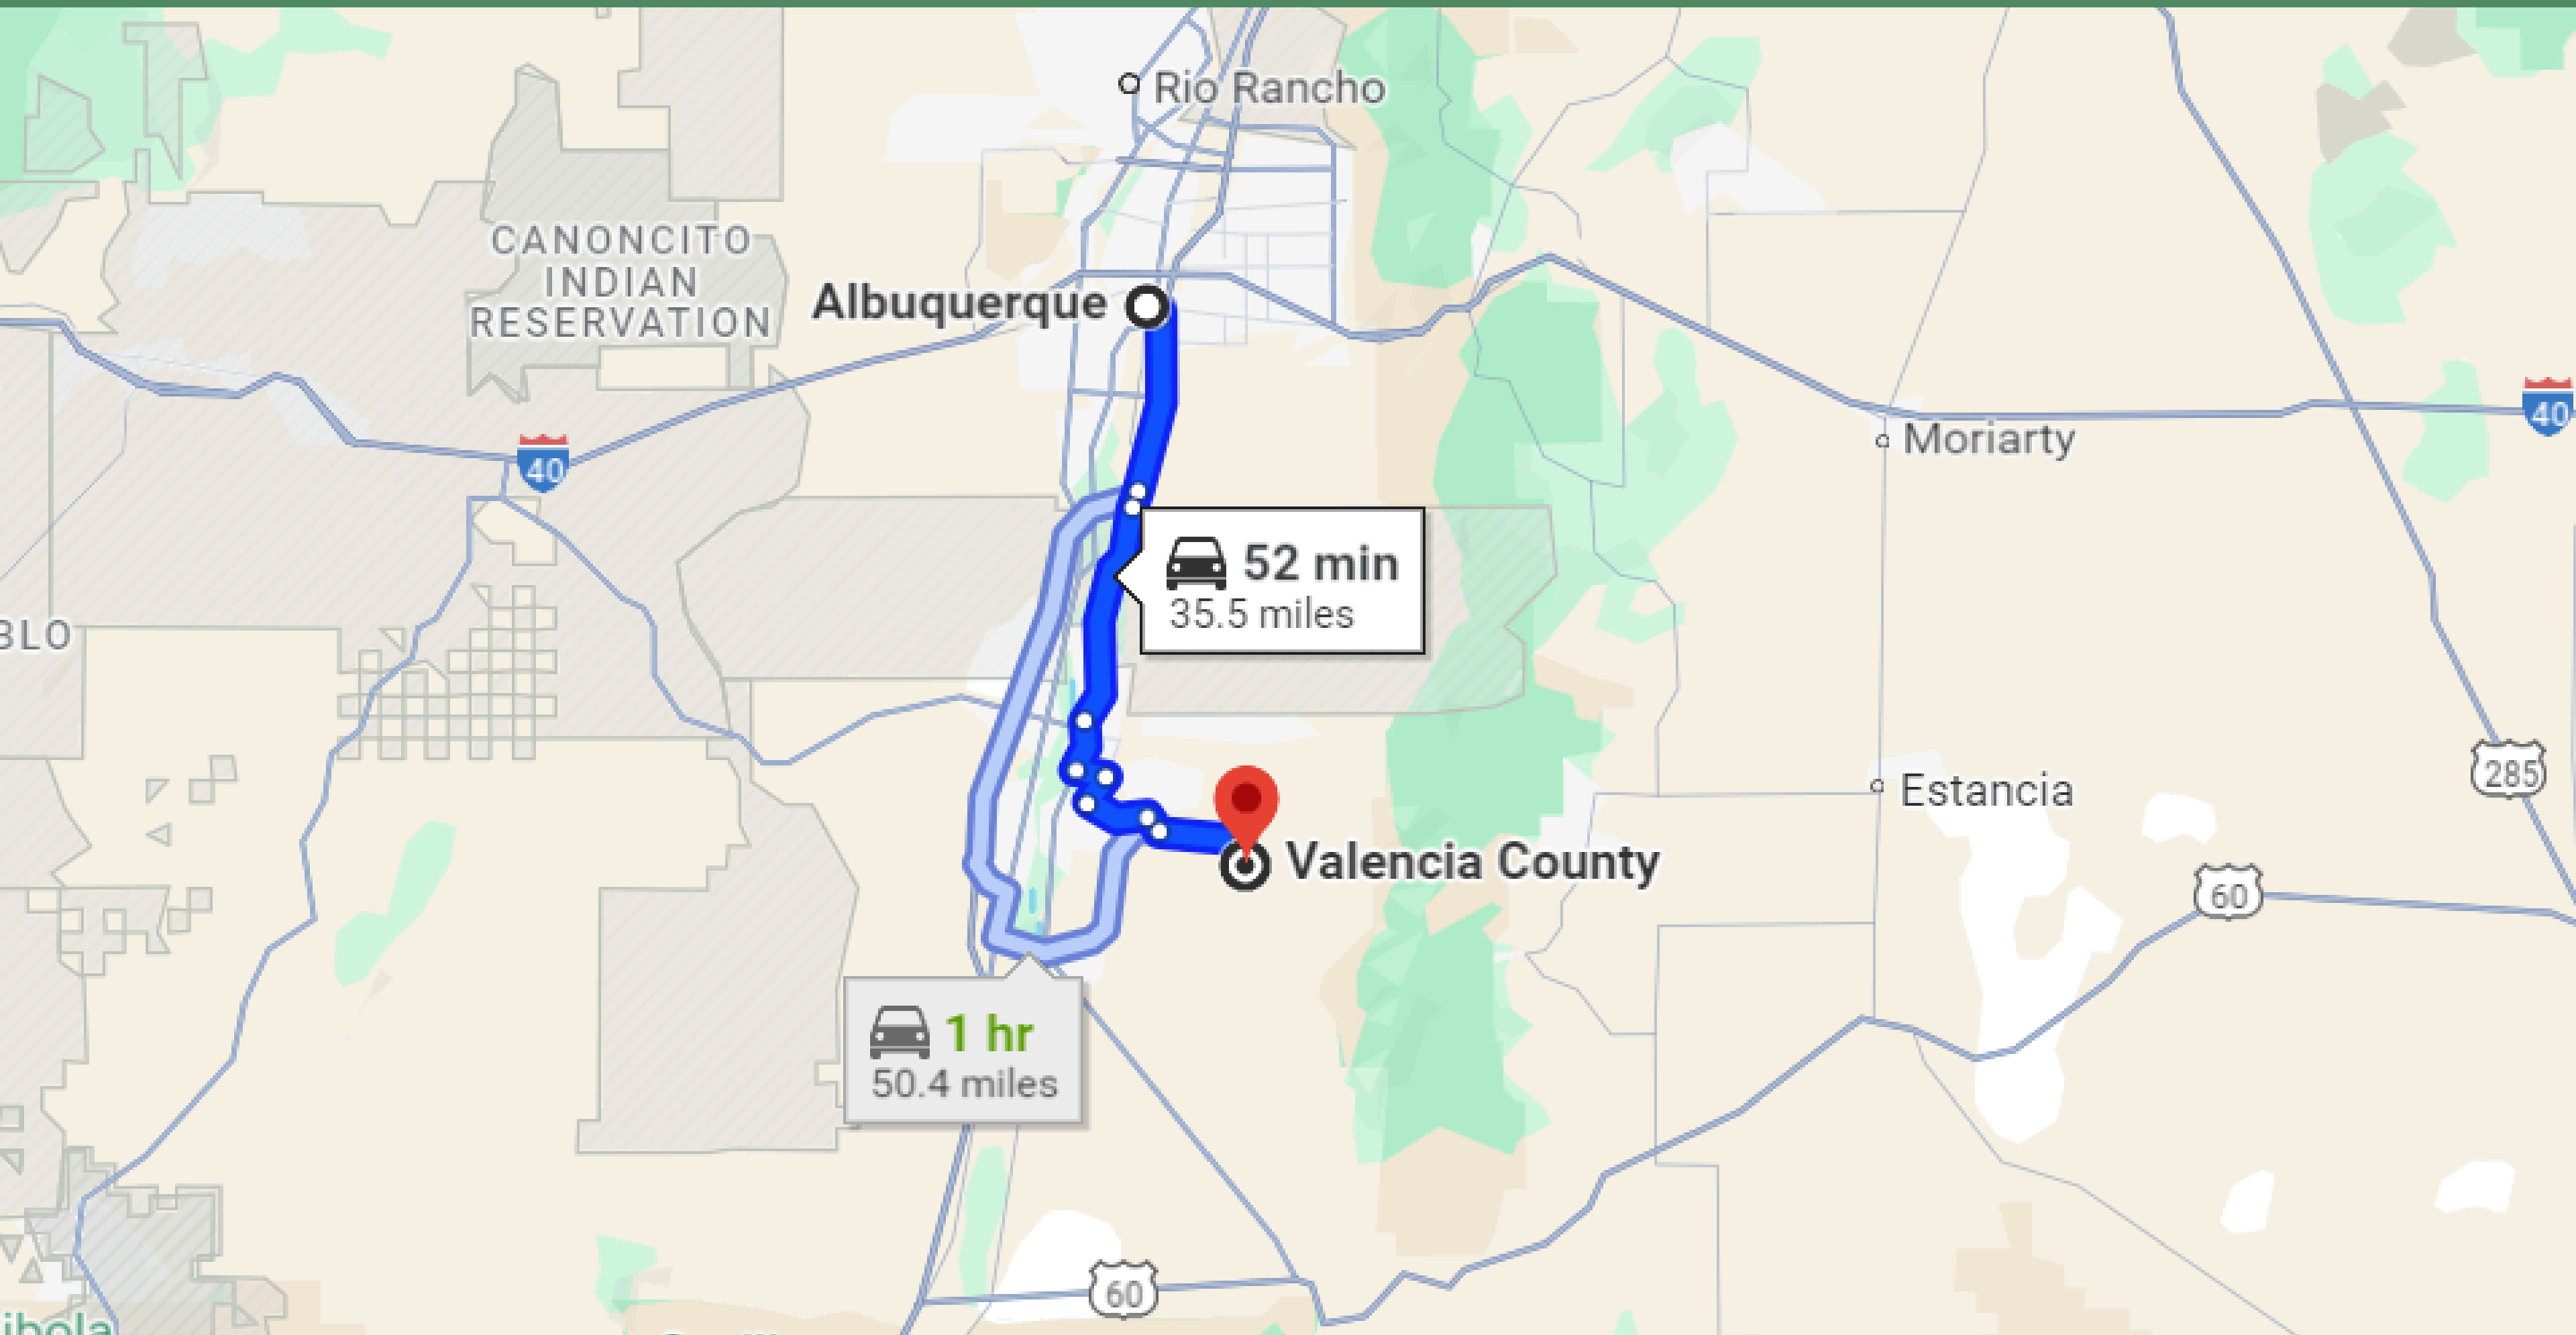 Rio Rancho
CANONCITO
INDIAN
RESERVATION
Albuquerque
40
40
Moriarty
52 min
35.5 miles
BLO
285
Estancia
Valencia County
60
1 hr
50.4 miles
60
ibola